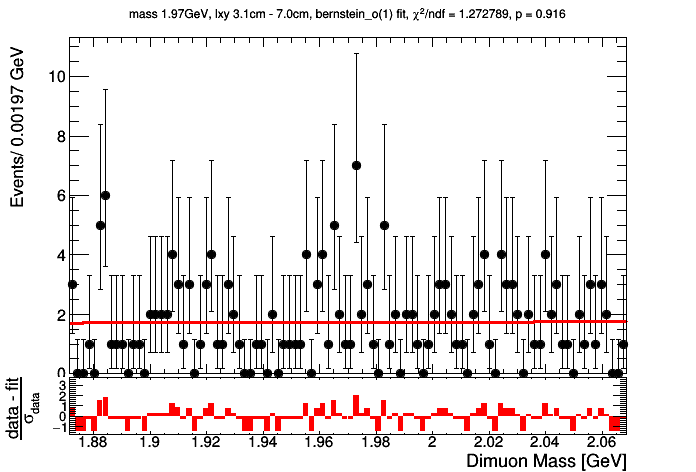 mass 1.97GeV, lxy 3.1cm - 7.0cm, bernstein_o(1) fit, χ²/ndf = 1.272789, p = 0.916
Events/ 0.00197 GeV
10
8
6
4
2
0
data - fit
σdata
3
2
1
0
−1
1.88 1.9 1.92 1.94 1.96 1.98 2 2.02 2.04 2.06
Dimuon Mass [GeV]